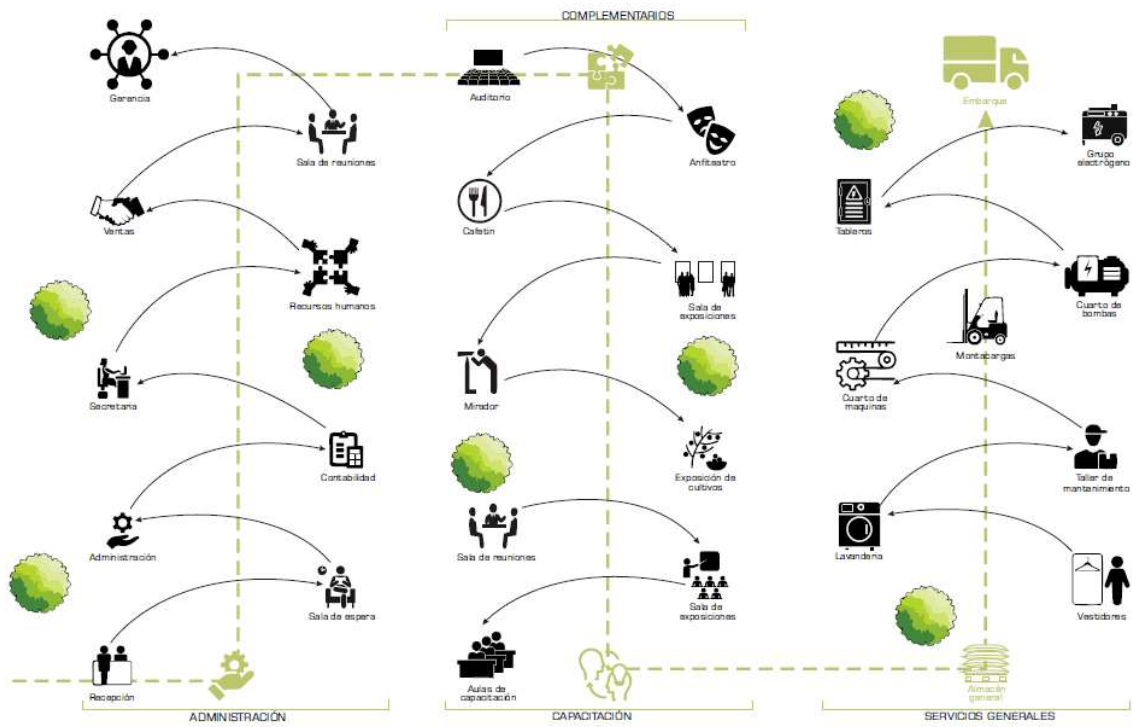 COMPLEMENTARIOS
Gerencia
Sala de reuniones
Ventas
Recursos humanos
Secretaria
Contabilidad
Administración
Sala de espera
Recepción
ADMINISTRACIÓN
Auditorio
Anfiteatro
Cafetin
Sala de
exposiciones
Mirador
Exposición de
cultivos
Sala de reuniones
Sala de
exposiciones
Aulas de
capacitación
CAPACITACIÓN
Embarque
Grupo
electrógeno
Tableros
Cuarto de
bombas
Montacargas
Cuarto de
maquinas
Taller de
mantenimiento
Lavanderia
Vestidores
Almacén
general
SERVICIOS GENERALES